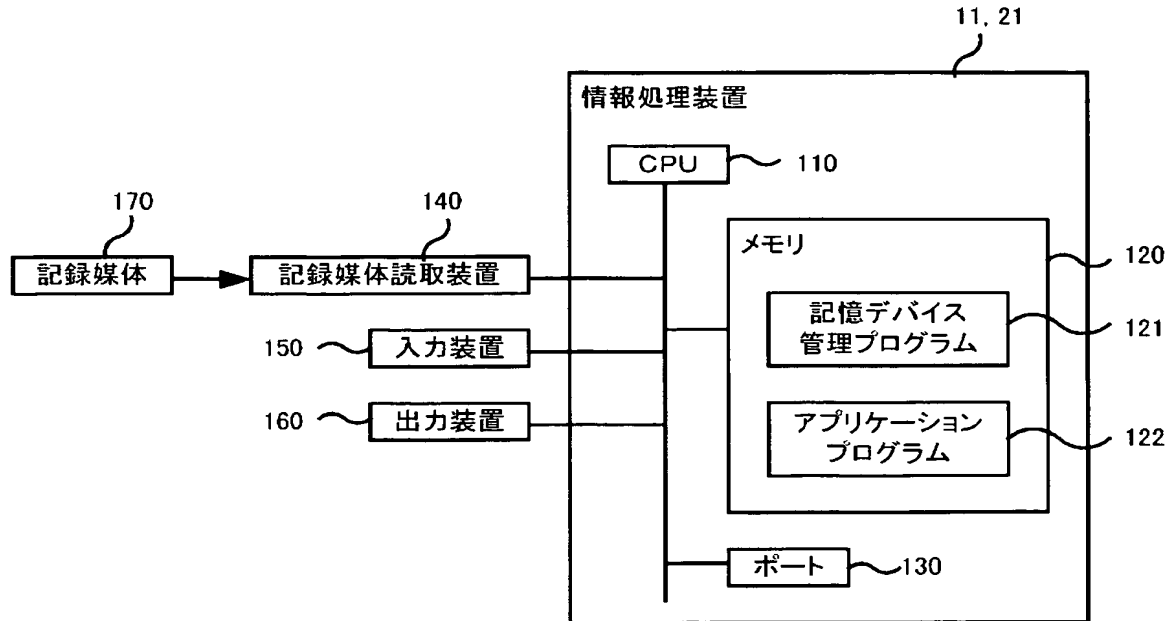 11, 21
情報処理装置
CPU
110
170
140
メモリ
記録媒体
記録媒体読取装置
120
記憶デバイス
管理プログラム
121
150
入力装置
160
出力装置
アプリケーション
プログラム
122
ポート
130